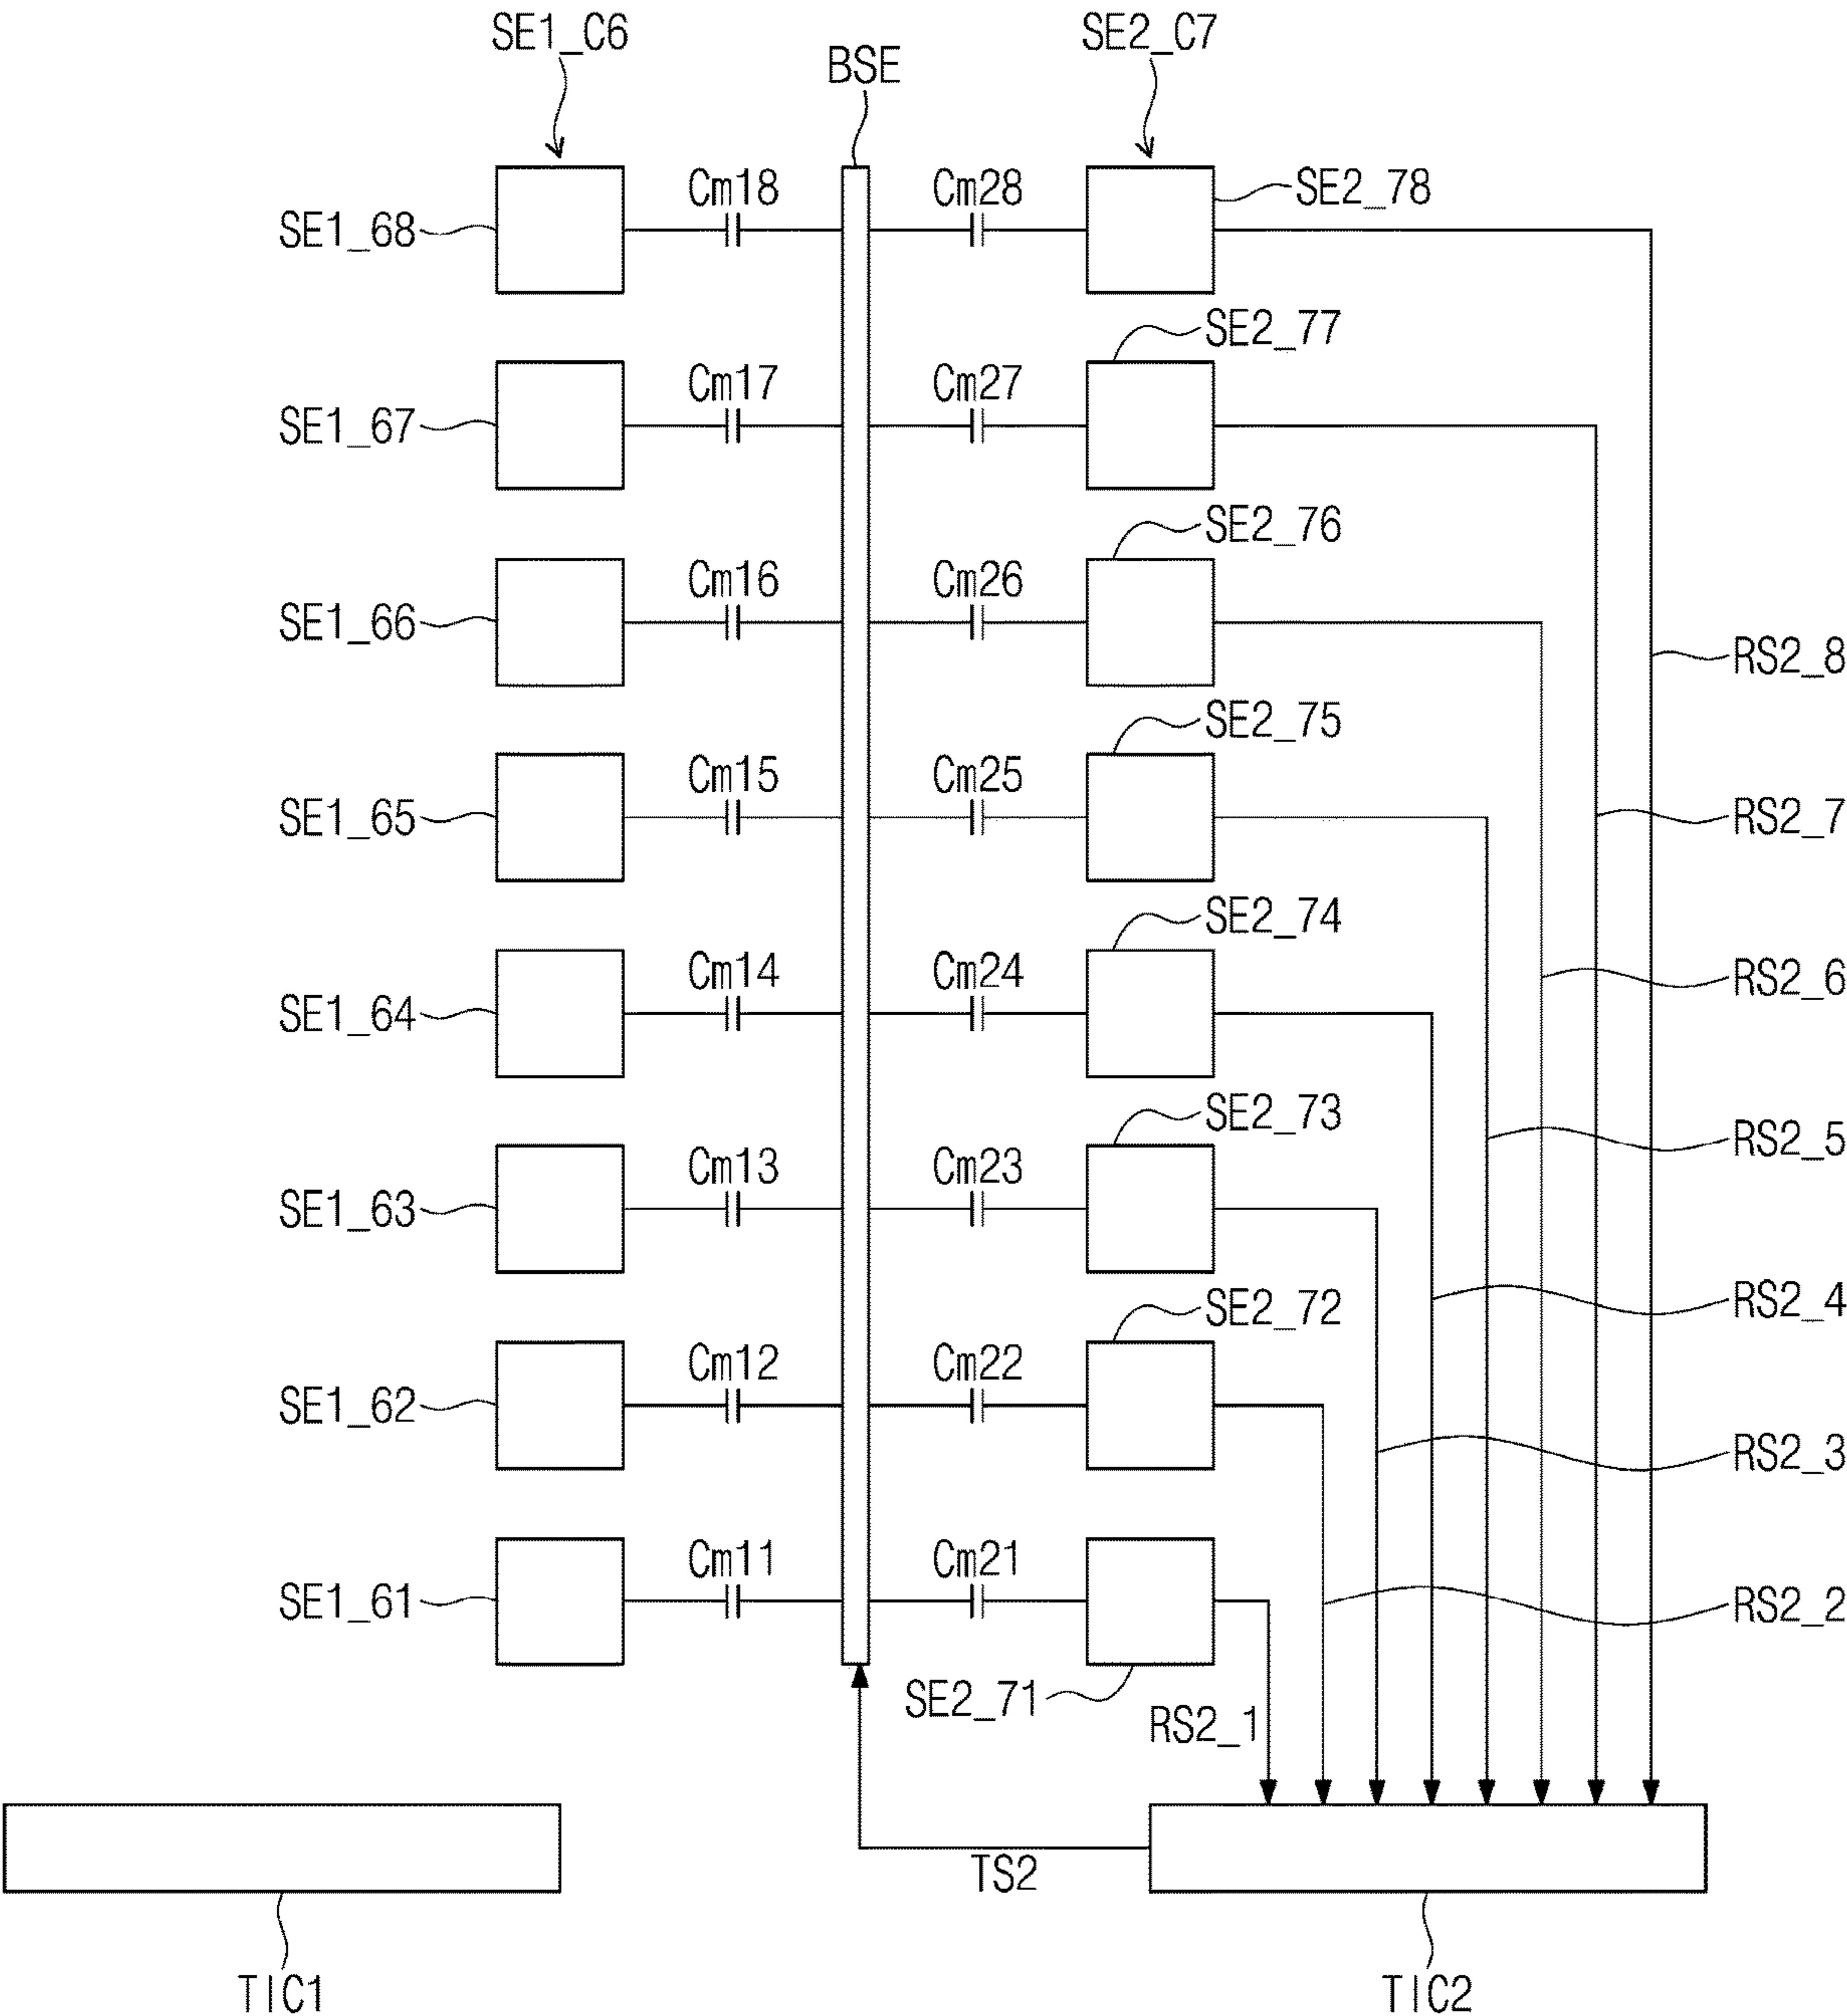 SE1_C6
BSE
SE2_C7
SE1_68
Cm18
Cm28
SE2_78
SE2_77
SE1_67
Cm17
Cm27
SE2_76
SE1_66
Cm16
Cm26
RS2_8
SE2_75
SE1_65
Cm15
Cm25
RS2_7
SE2_74
SE1_64
Cm14
Cm24
RS2_6
SE2_73
SE1_63
Cm13
Cm23
RS2_5
SE2_72
RS2_4
SE1_62
Cm12
Cm22
RS2_3
SE1_61
Cm11
Cm21
RS2_2
SE2_71
RS2_1
TS2
TIC1
TIC2